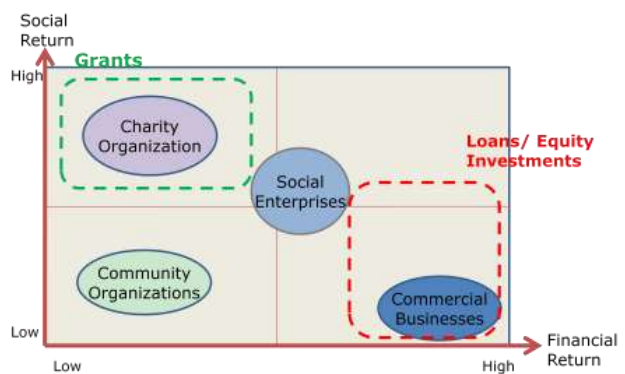 Social
Return
High
Grants
Charity
Organization
Loans/ Equity
Investments
Social
Enterprises
Community
Organizations
Commercial
Businesses
Low
Financial
Return
Low
High